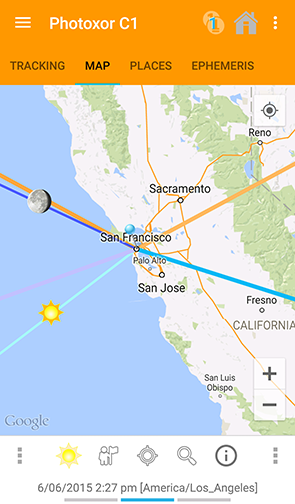 Photoxor C1
TRACKING MAP PLACES EPHEMERIS
Reno
Sacramento
San Francisco
Palo Alto
San Jose
Fresno
CALIFORNIA
San Luis
Obispo
Google
6/06/2015 2:27 pm [America/Los_Angeles]